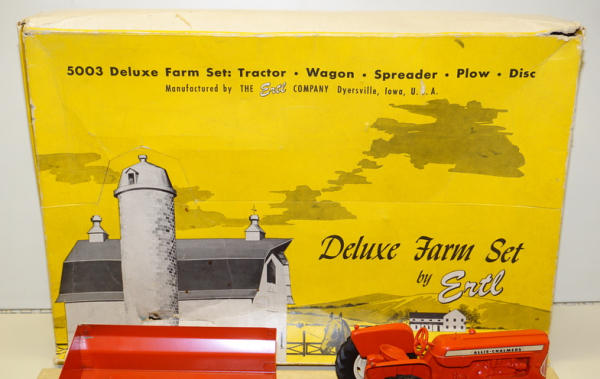 5003 Deluxe Farm Set: Tractor • Wagon • Spreader • Plow • Disc
Manufactured by THE Ertl COMPANY Dyersville, Iowa, U. S. A.
Deluxe Farm Set
by Ertl
ALLIS-CHALMERS